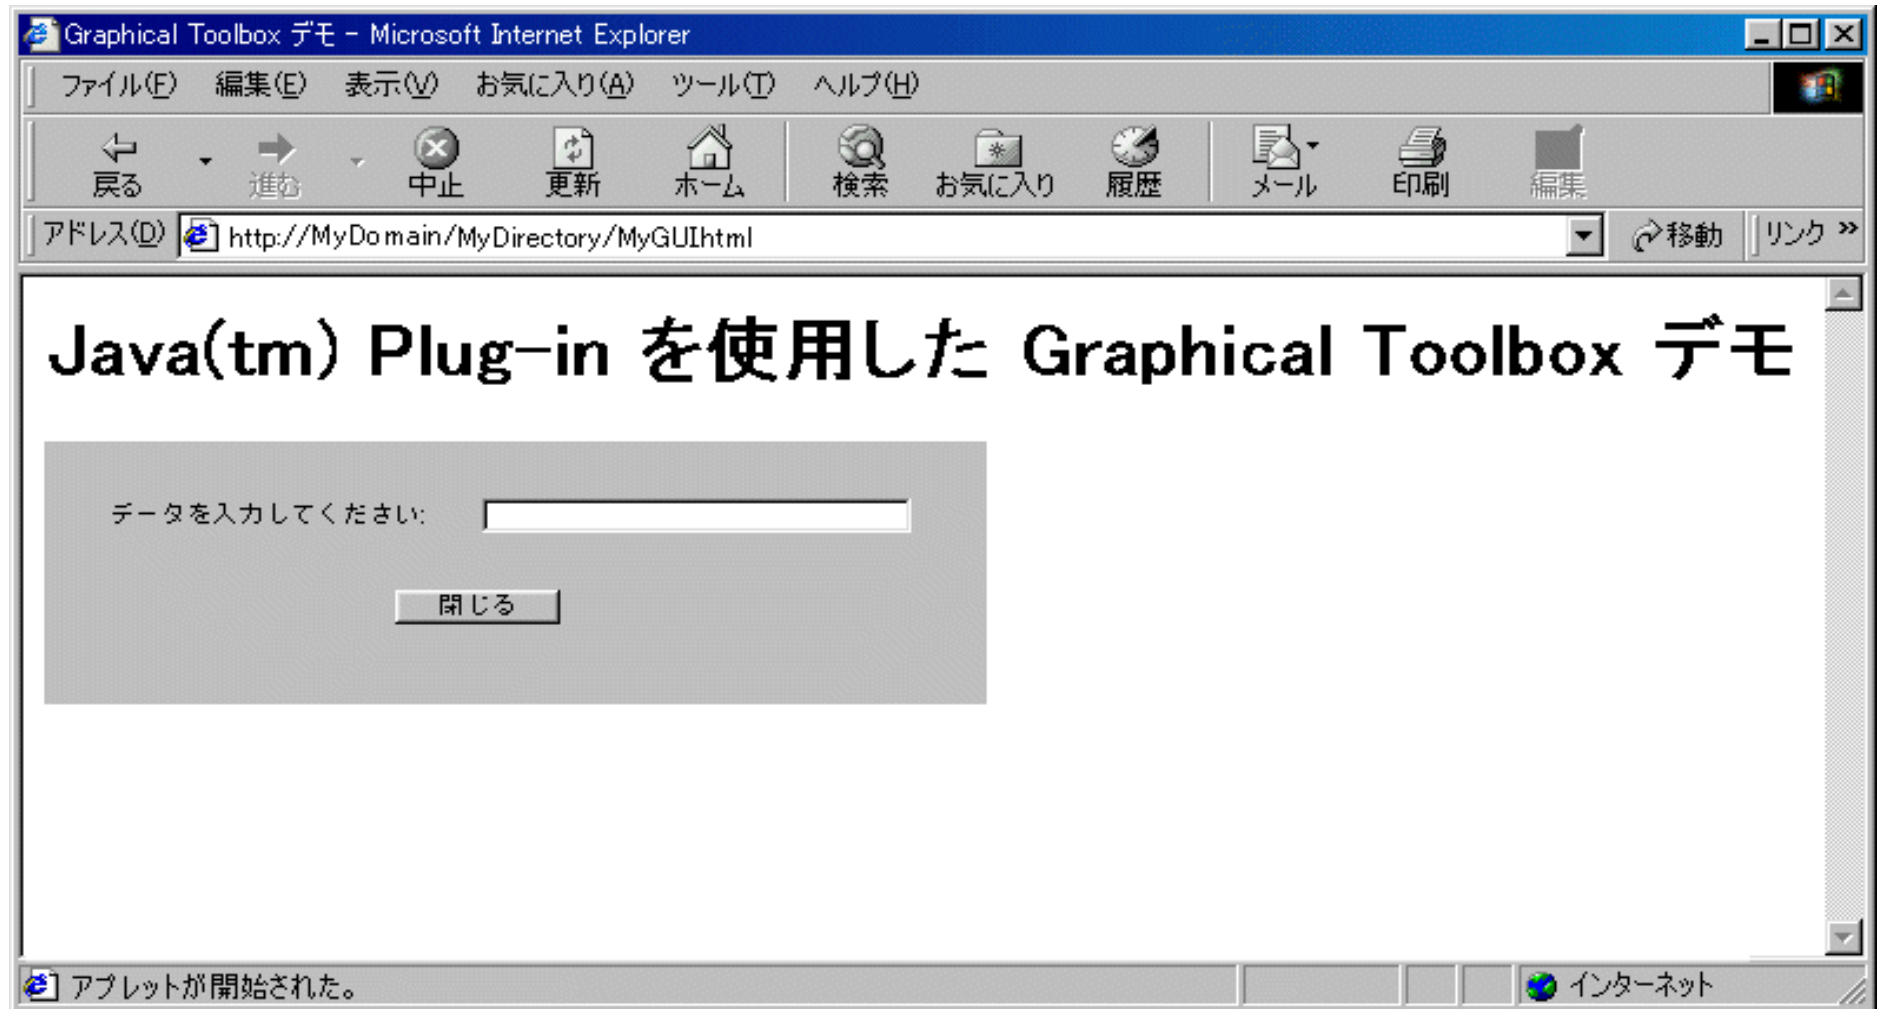 Graphical Toolbox デモ - Microsoft Internet Explorer
ファイル(F) 編集(E) 表示(V) お気に入り(A) ツール(T) ヘルプ(H)
戻る 進む 中止 更新 ホーム 検索 お気に入り 履歴 メール 印刷 編集
アドレス(D) http://MyDomain/MyDirectory/MyGUIhtml 移動 リンク »
Java(tm) Plug-in を使用した Graphical Toolbox デモ
データを入力してください:
閉じる
アプレットが開始された。 インターネット